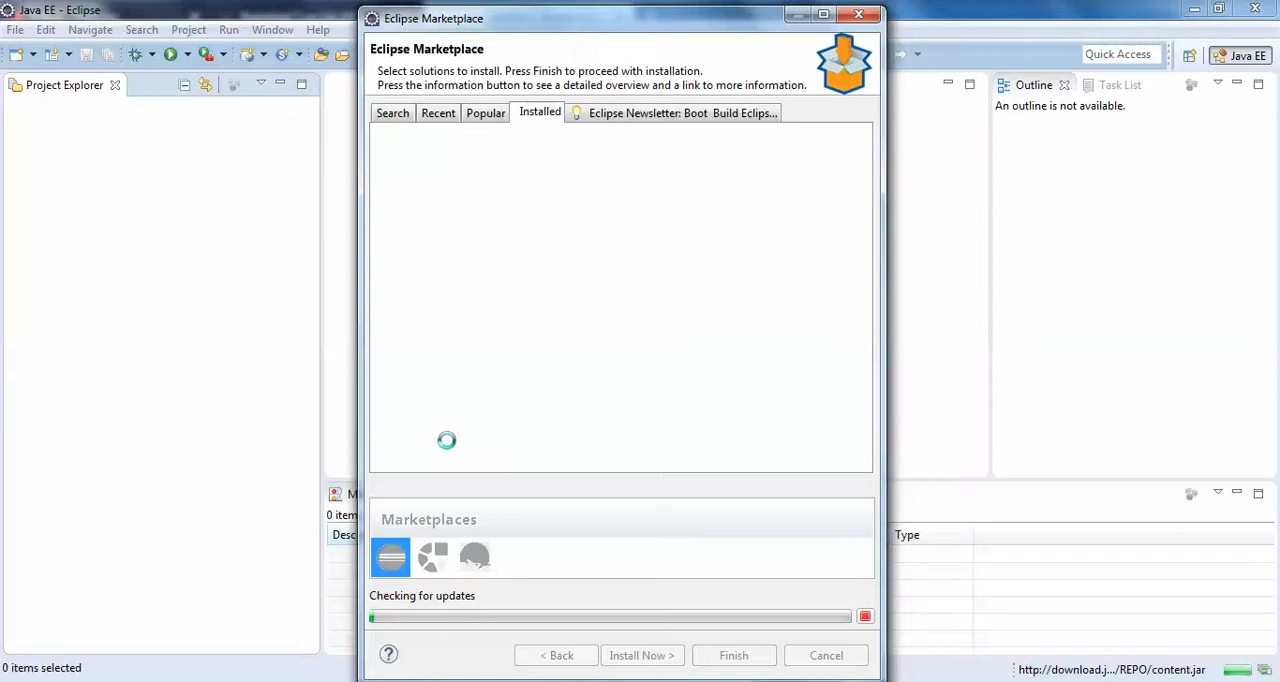 Java EE - Eclipse
Eclipse Marketplace
File Edit Navigate Search Project Run Window Help
Eclipse Marketplace
Select solutions to install. Press Finish to proceed with installation.
Press the information button to see a detailed overview and a link to more information.
Quick Access
Java EE
Project Explorer
Search Recent Popular Installed Eclipse Newsletter: Boot Build Eclips...
Outline Task List
An outline is not available.
0 item
Desc
Type
Marketplaces
Checking for updates
?
< Back Install Now > Finish Cancel
0 items selected
http://download.j.../REPO/content.jar